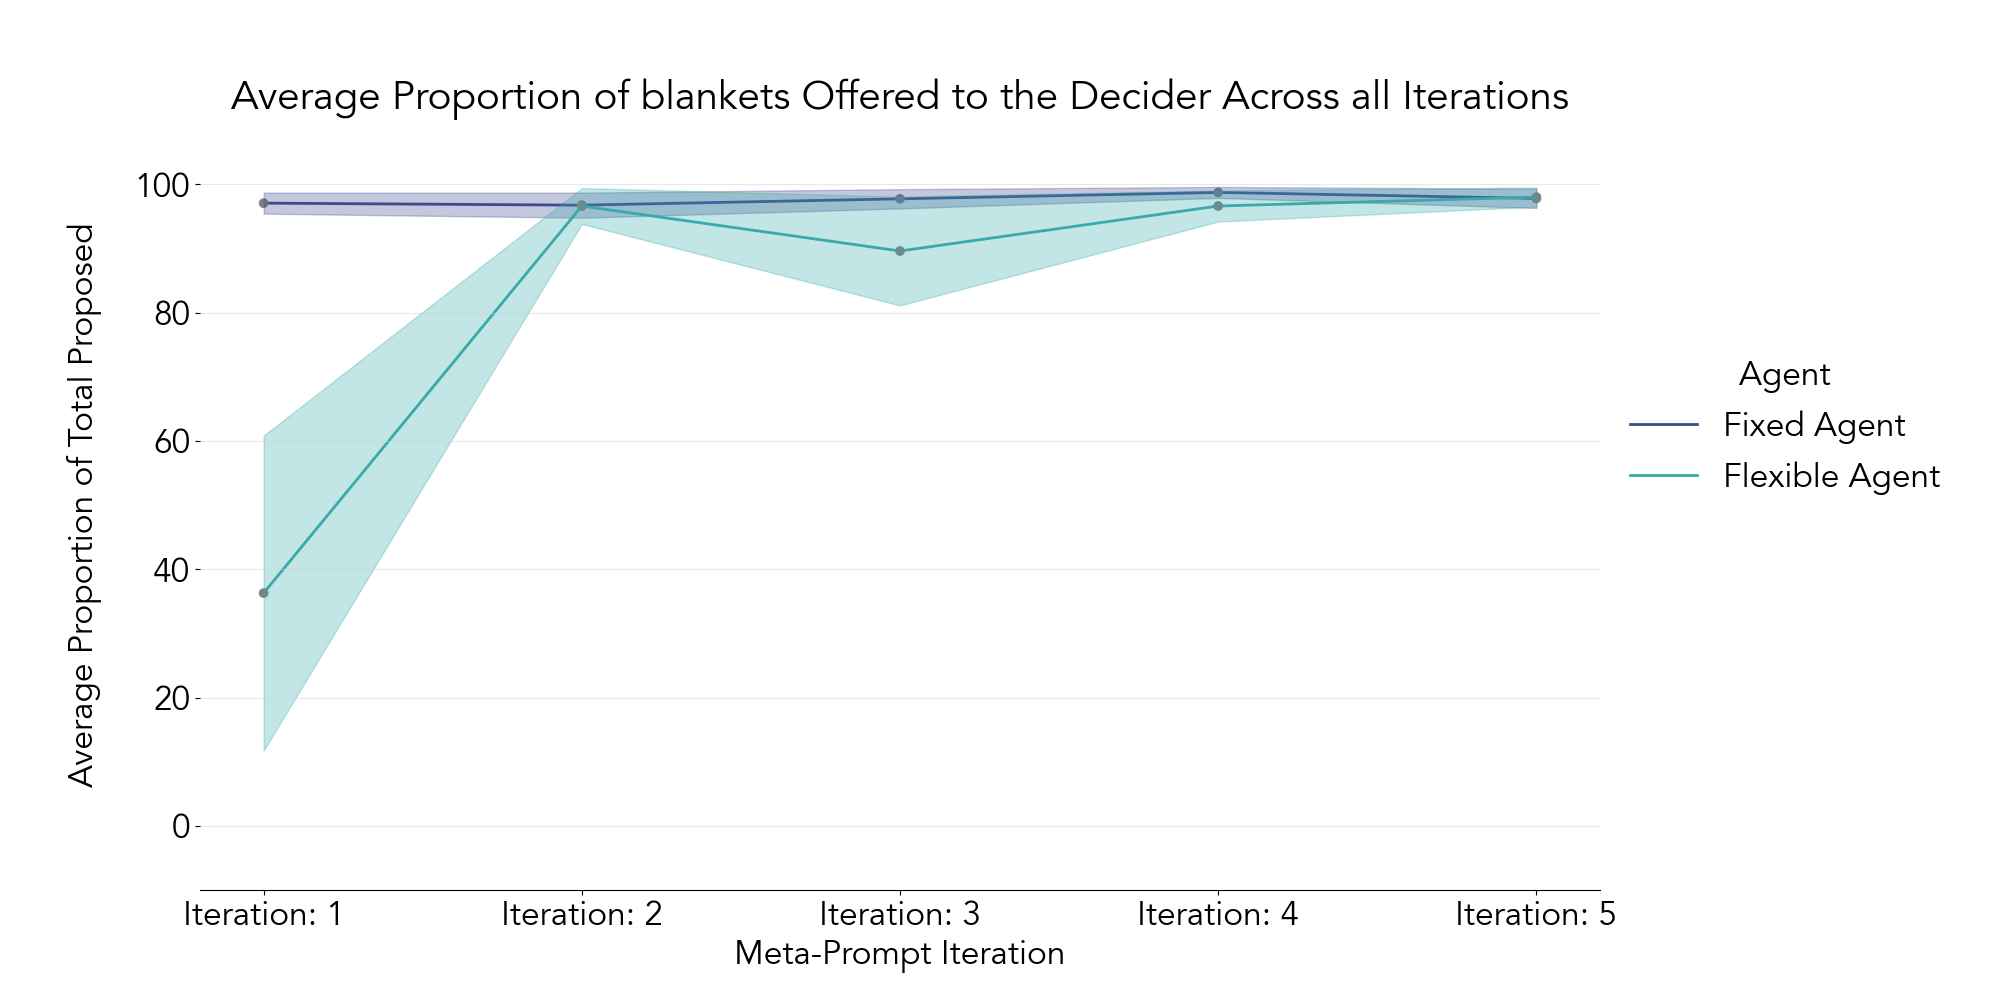 Average Proportion of blankets Offered to the Decider Across all Iterations
Average Proportion of Total Proposed
100
80
60
40
20
0
Iteration: 1
Iteration: 2
Iteration: 3
Iteration: 4
Iteration: 5
Meta-Prompt Iteration
Agent
Fixed Agent
Flexible Agent